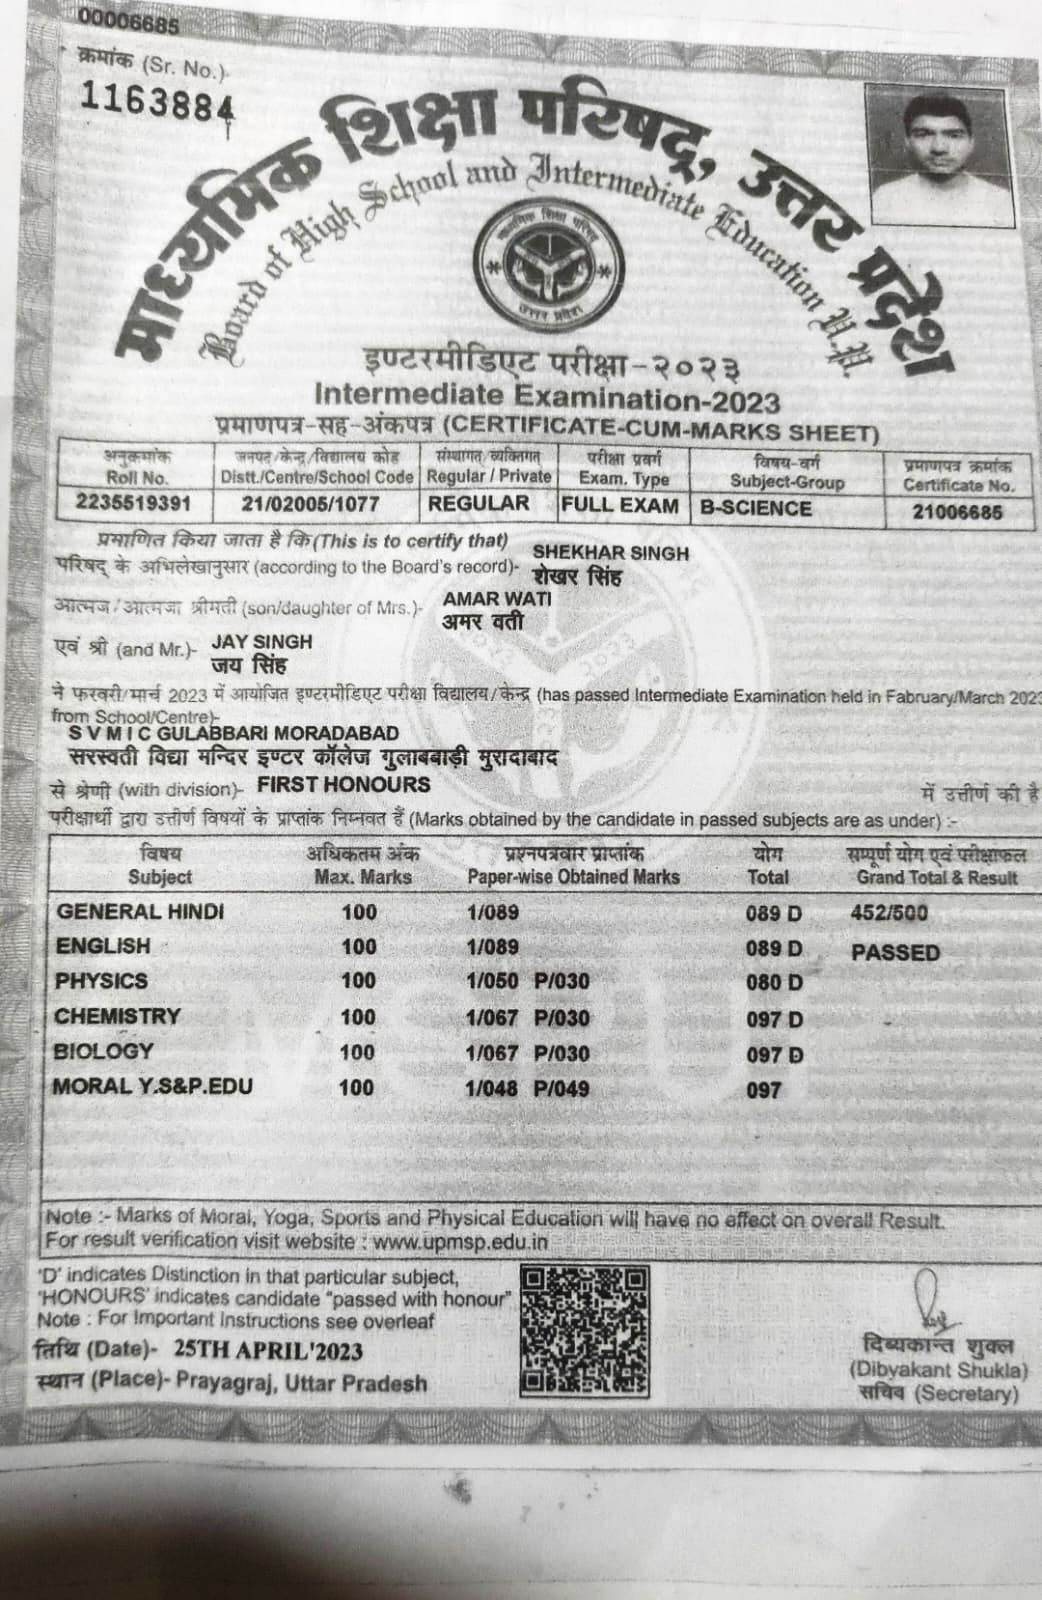 00006685
क्रमांक (Sr. No.)-
1163884
माध्यमिक शिक्षा परिषद्, उत्तर प्रदेश
Board of High School and Intermediate Education U.P.
माध्यमिक शिक्षा परिषद्
उत्तर प्रदेश
इण्टरमीडिएट परीक्षा-२०२३
Intermediate Examination-2023
प्रमाणपत्र-सह-अंकपत्र (CERTIFICATE-CUM-MARKS SHEET)
अनुक्रमांक जनपद/केन्द्र/विद्यालय कोड संस्थागत/व्यक्तिगत परीक्षा प्रवर्ग विषय-वर्ग प्रमाणपत्र क्रमांक
Roll No. Distt./Centre/School Code Regular / Private Exam. Type Subject-Group Certificate No.
2235519391 21/02005/1077 REGULAR FULL EXAM B-SCIENCE 21006685
प्रमाणित किया जाता है कि (This is to certify that) SHEKHAR SINGH
परिषद् के अभिलेखानुसार (according to the Board's record)- शेखर सिंह
AMAR WATI
आत्मज/आत्मजा श्रीमती (son/daughter of Mrs.)- अमर वती
एवं श्री (and Mr.)- JAY SINGH
जय सिंह
ने फरवरी/मार्च 2023 में आयोजित इण्टरमीडिएट परीक्षा विद्यालय/केन्द्र (has passed Intermediate Examination held in Fabruary/March 2023
from School/Centre)-
S V M I C GULABBARI MORADABAD
सरस्वती विद्या मन्दिर इण्टर कॉलेज गुलाबबाड़ी मुरादाबाद
से श्रेणी (with division)- FIRST HONOURS में उत्तीर्ण की है
परीक्षार्थी द्वारा उत्तीर्ण विषयों के प्राप्तांक निम्नवत हैं (Marks obtained by the candidate in passed subjects are as under) :-
विषय अधिकतम अंक प्रश्नपत्रवार प्राप्तांक योग सम्पूर्ण योग एवं परीक्षाफल
Subject Max. Marks Paper-wise Obtained Marks Total Grand Total & Result
GENERAL HINDI 100 1/089 089 D 452/500
ENGLISH 100 1/089 089 D PASSED
PHYSICS 100 1/050 P/030 080 D
CHEMISTRY 100 1/067 P/030 097 D
BIOLOGY 100 1/067 P/030 097 D
MORAL Y.S&P.EDU 100 1/048 P/049 097
Note :- Marks of Moral, Yoga, Sports and Physical Education will have no effect on overall Result.
For result verification visit website : www.upmsp.edu.in
'D' indicates Distinction in that particular subject,
'HONOURS' indicates candidate "passed with honour"
Note : For Important Instructions see overleaf
तिथि (Date)- 25TH APRIL'2023
स्थान (Place)- Prayagraj, Uttar Pradesh
दिब्यकान्त शुक्ल
(Dibyakant Shukla)
सचिव (Secretary)